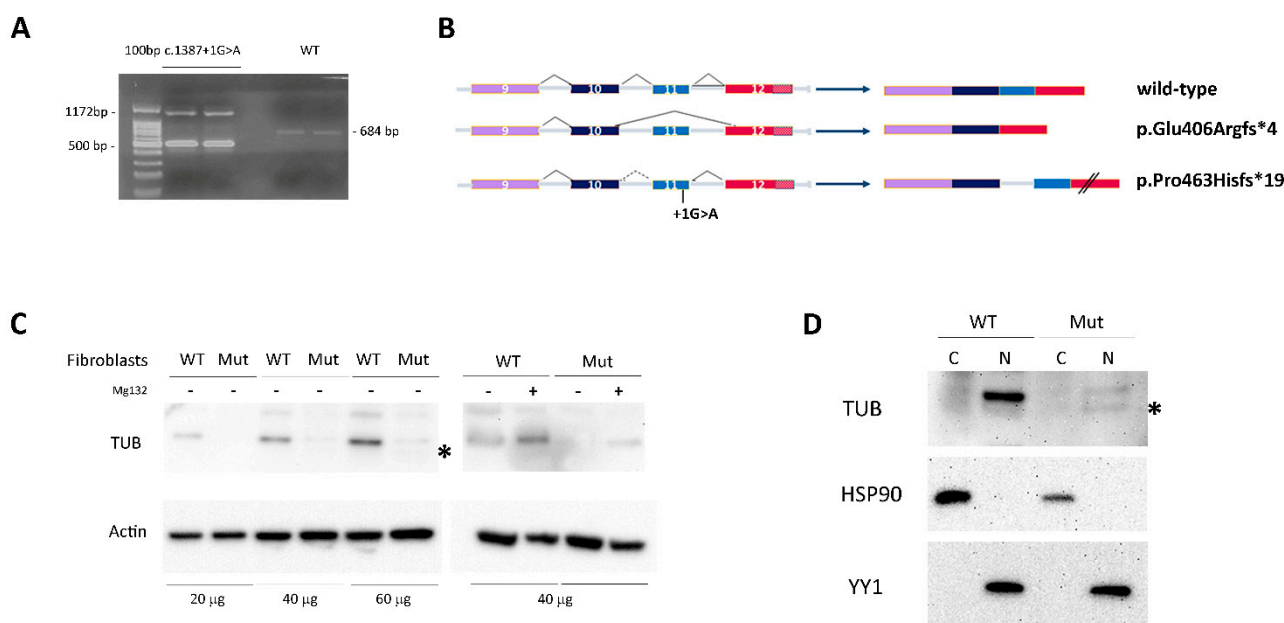 A
100bp c.1387+1G>A WT
1172bp -
- 684 bp
500 bp -
B
9 10 11 12 wild-type
9 10 11 12 p.Glu406Argfs*4
9 10 11 12 p.Pro463Hisfs*19
+1G>A
C
Fibroblasts WT Mut WT Mut WT Mut WT Mut
Mg132 - - - - - - - + - +
TUB
*
Actin
20 µg 40 µg 60 µg 40 µg
D
WT Mut
C N C N
TUB
*
HSP90
YY1